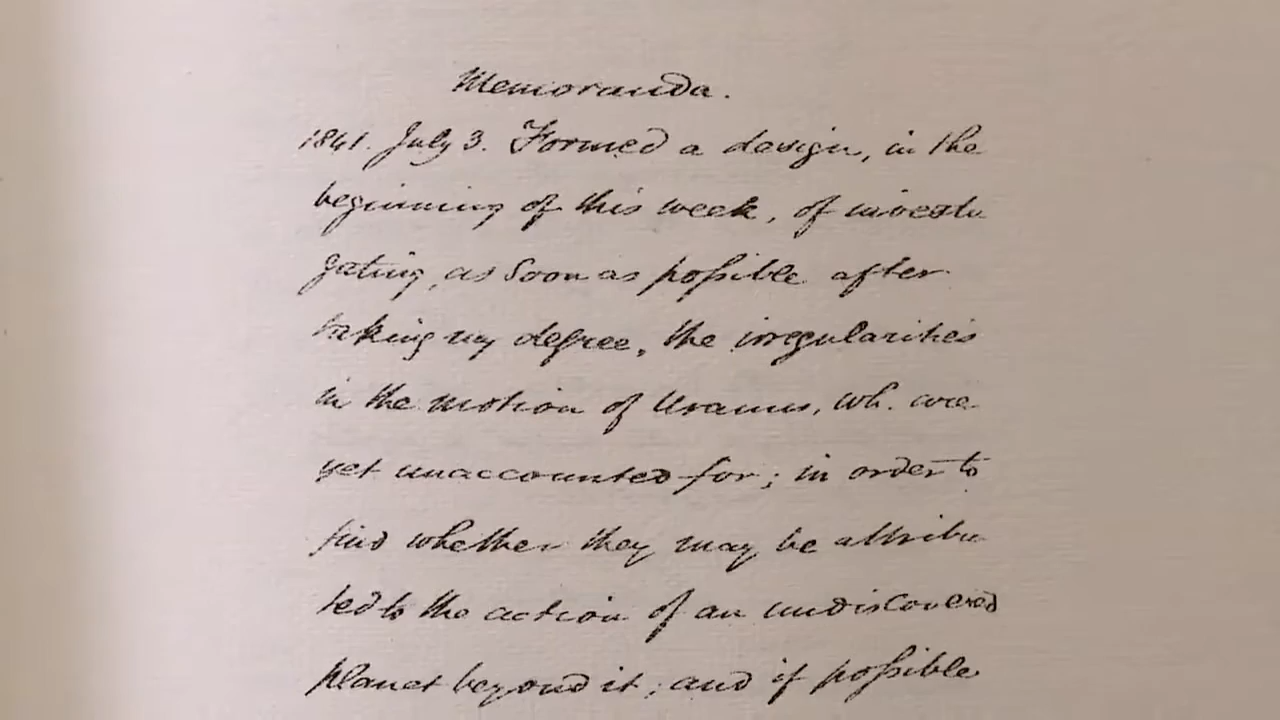 Memoranda.
1841. July 3. Formed a design, in the
beginning of this week, of investi
gating, as soon as poſsible after
taking my degree, the irregularities
in the motion of Uranus, wh. are
yet unaccounted for; in order to
find whether they may be attribu
ted to the action of an undiscovered
planet beyond it; and if poſsible